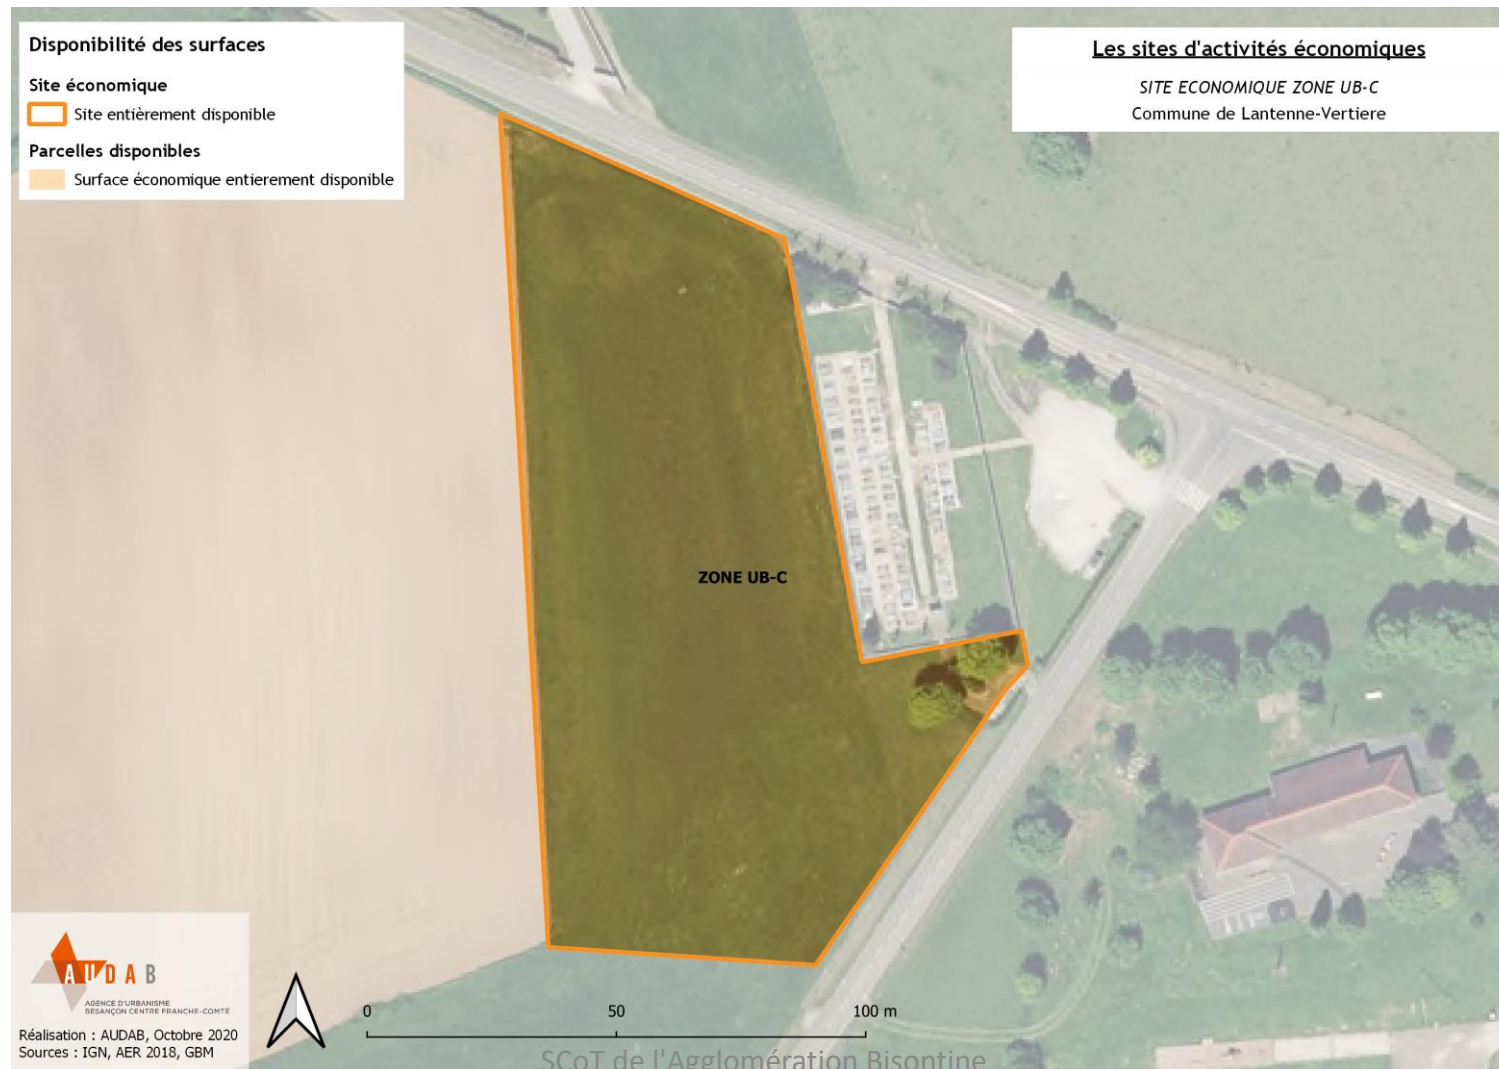 Disponibilité des surfaces
Site économique
Site entièrement disponible
Parcelles disponibles
Surface économique entierement disponible
Les sites d'activités économiques
SITE ECONOMIQUE ZONE UB-C
Commune de Lantenne-Vertiere
ZONE UB-C
AUDAB
AGENCE D'URBANISME
BESANÇON CENTRE FRANCHE-COMTÉ
Réalisation : AUDAB, Octobre 2020
Sources : IGN, AER 2018, GBM
0 50 100 m
SCoT de l'Agglomération Bisontine